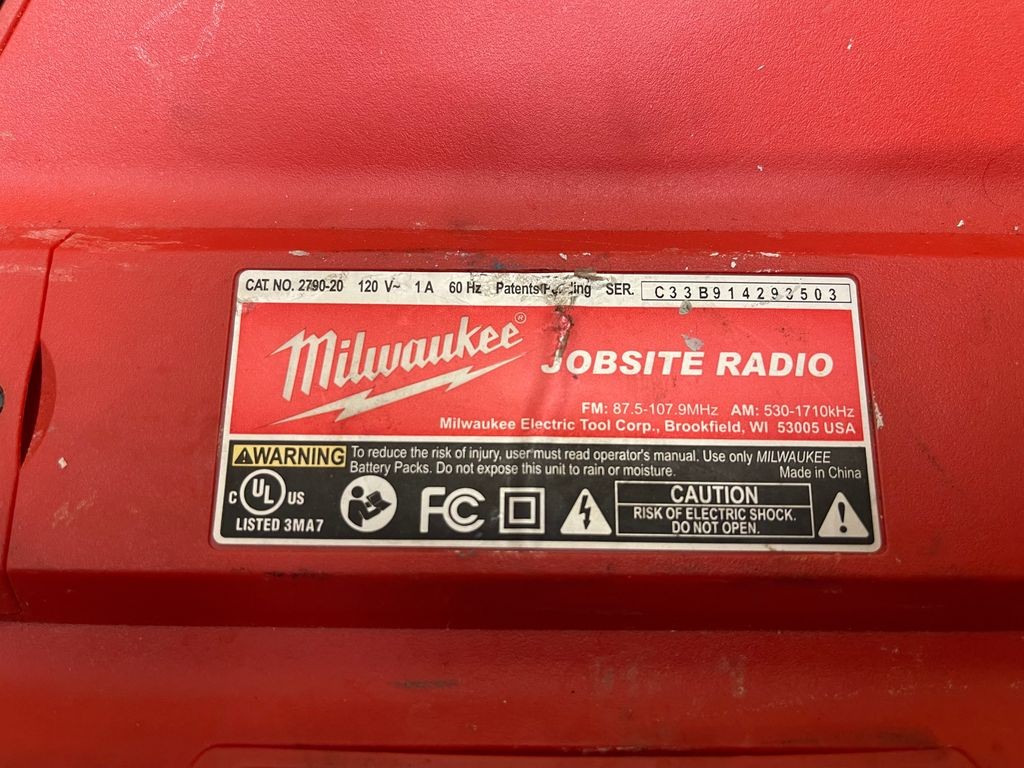 CAT NO. 2790-20 120 V~ 1 A 60 Hz Patents SER. C33B914293503
Milwaukee®
JOBSITE RADIO
FM: 87.5-107.9MHz AM: 530-1710kHz
Milwaukee Electric Tool Corp., Brookfield, WI 53005 USA
WARNING To reduce the risk of injury, user must read operator's manual. Use only MILWAUKEE
Battery Packs. Do not expose this unit to rain or moisture. Made in China
C UL US
LISTED 3MA7
FC
CAUTION
RISK OF ELECTRIC SHOCK.
DO NOT OPEN.